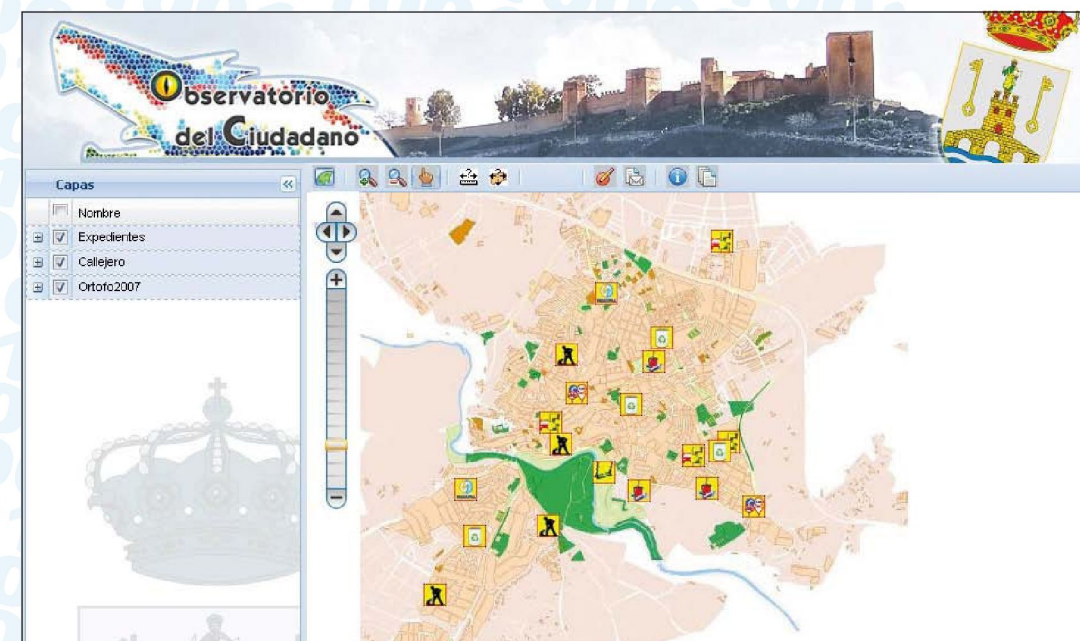 Observatorio
del Ciudadano
Capas
Nombre
Expedientes
Callejero
Ortofo2007